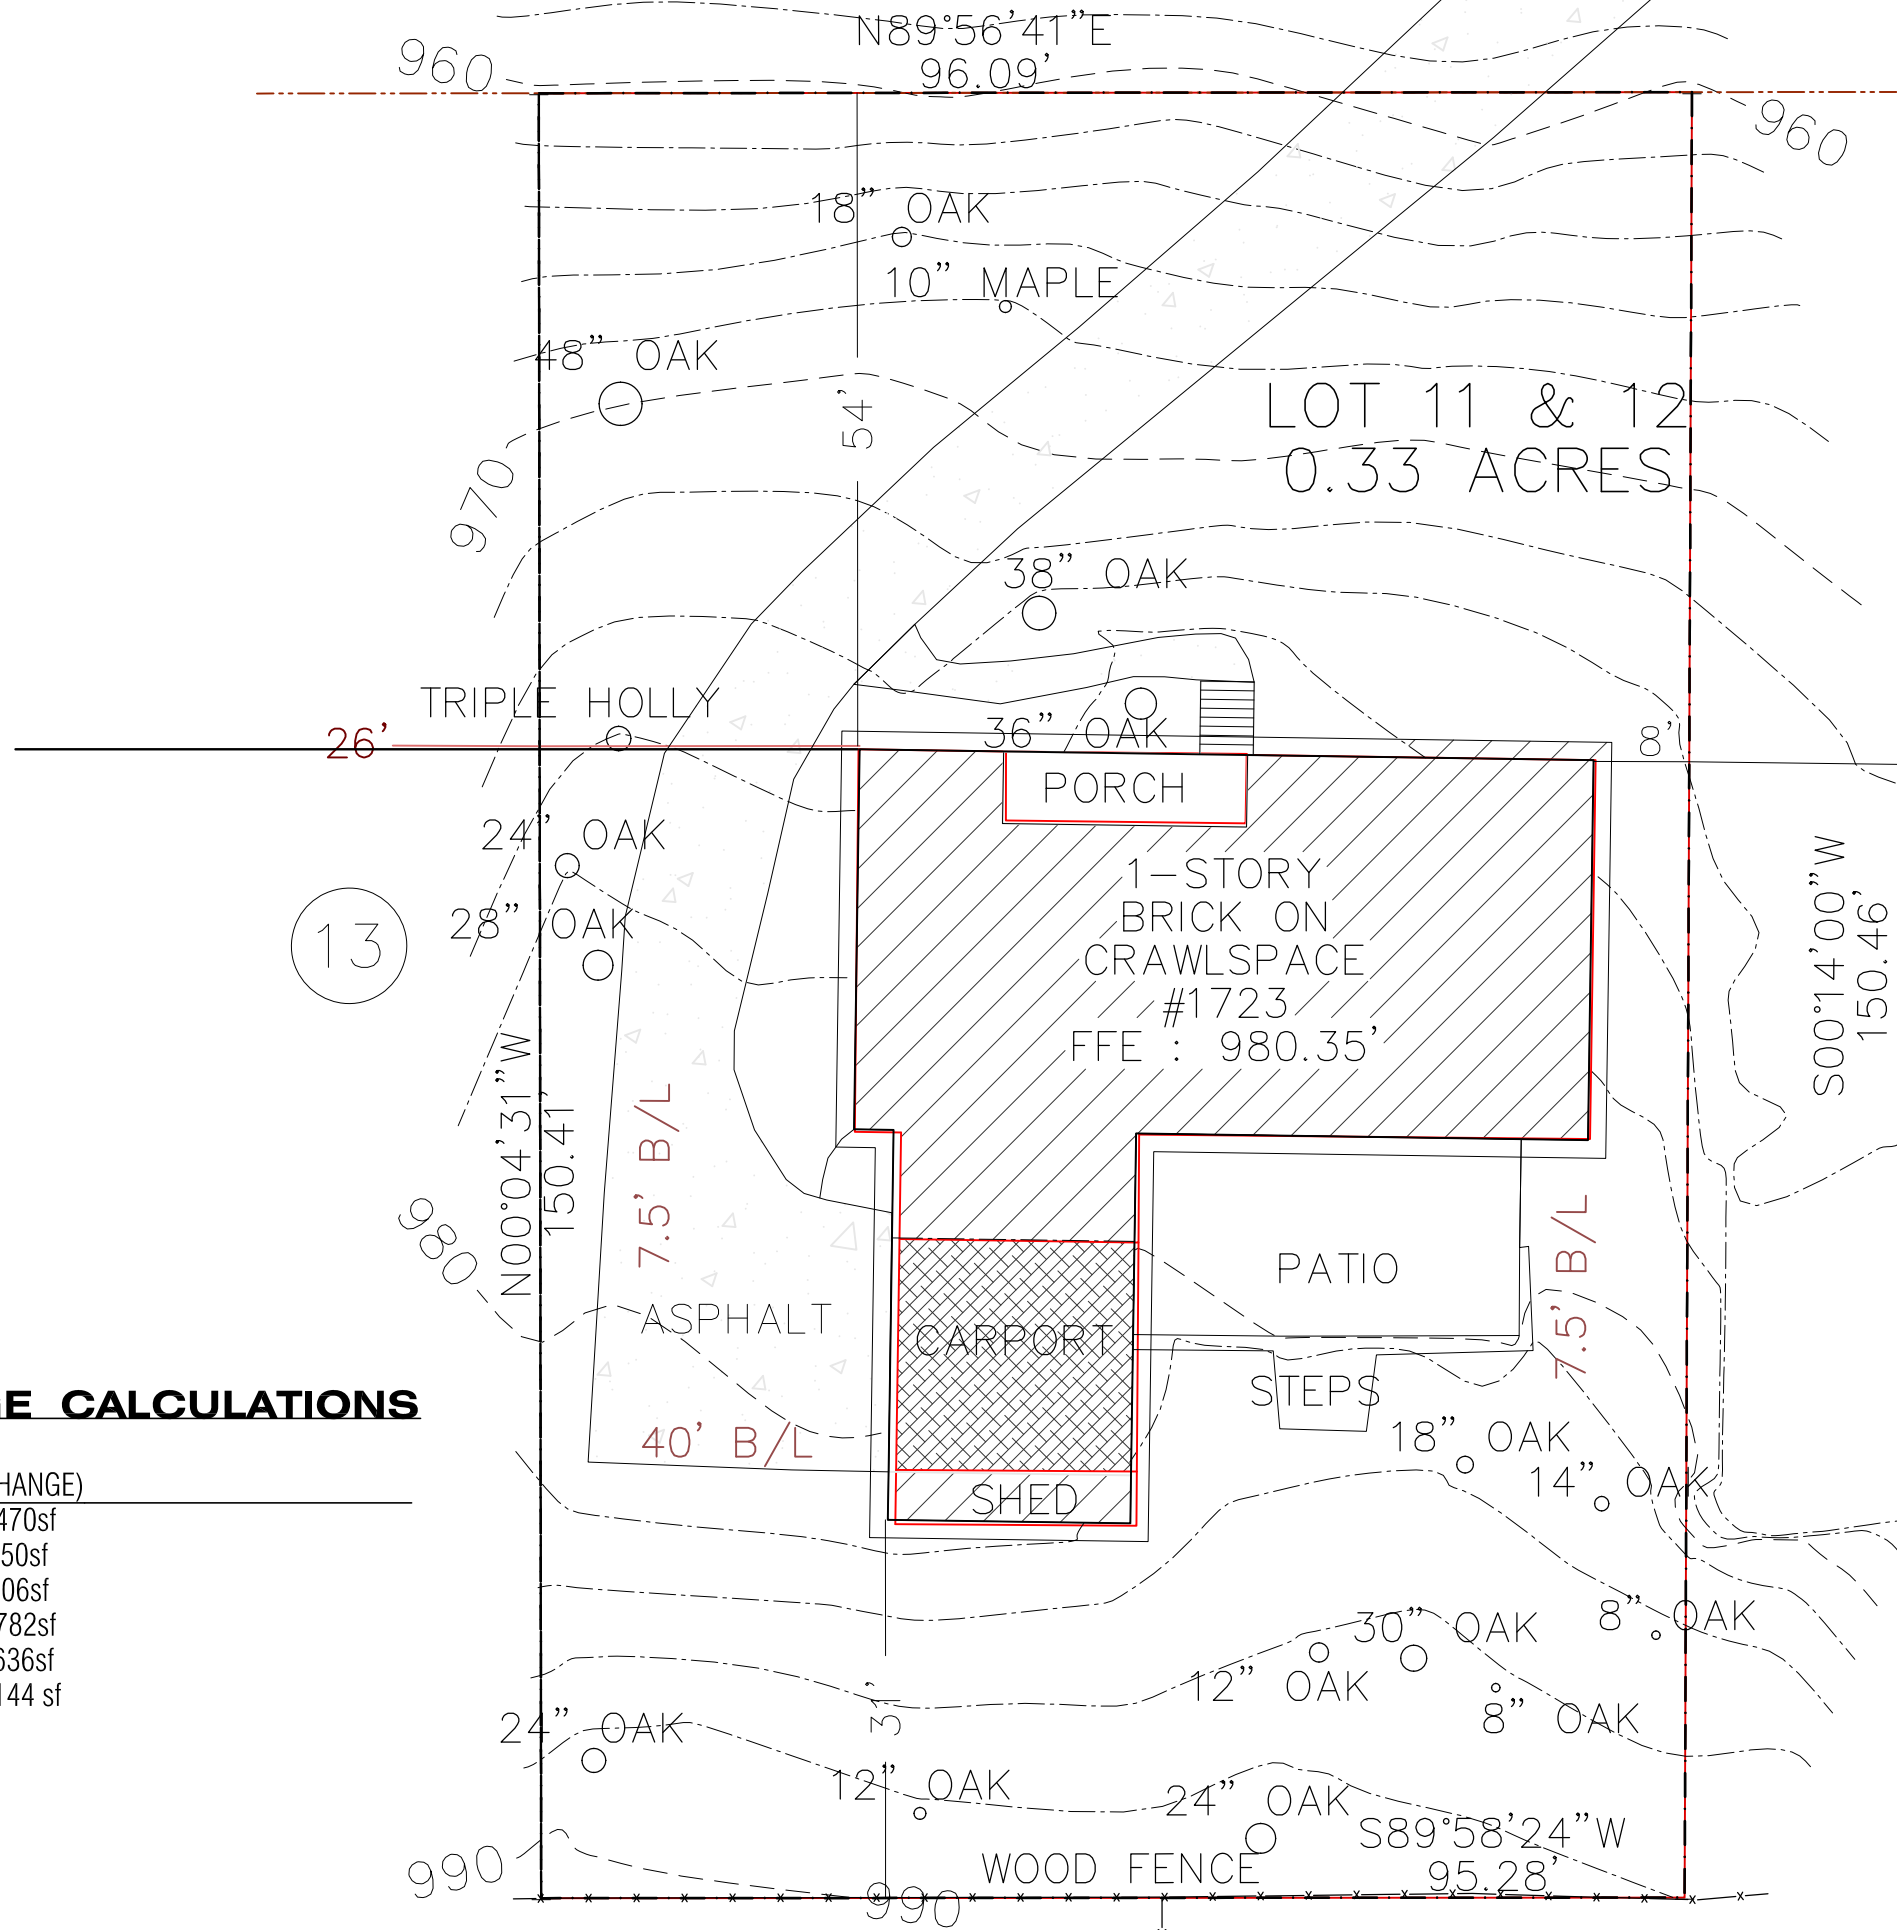 N89°56'41"E
96.09'
960
960
18" OAK
10" MAPLE
48" OAK
54'
LOT 11 & 12
0.33 ACRES
970
38" OAK
TRIPLE HOLLY
26'
36" OAK
8'
PORCH
24" OAK
1-STORY
BRICK ON
CRAWLSPACE
#1723
FFE : 980.35'
28" OAK
13
S00°14'00"W
150.46'
N00°04'31"W
150.41'
7.5' B/L
980
7.5' B/L
PATIO
ASPHALT
CARPORT
STEPS
CALCULATIONS
40' B/L
18" OAK
14" OAK
HANGE)
SHED
470sf
50sf
06sf
782sf
636sf
144 sf
8" OAK
30" OAK
12" OAK
8" OAK
31'
24" OAK
12" OAK
24" OAK
S89°58'24"W
95.28'
WOOD FENCE
990
990